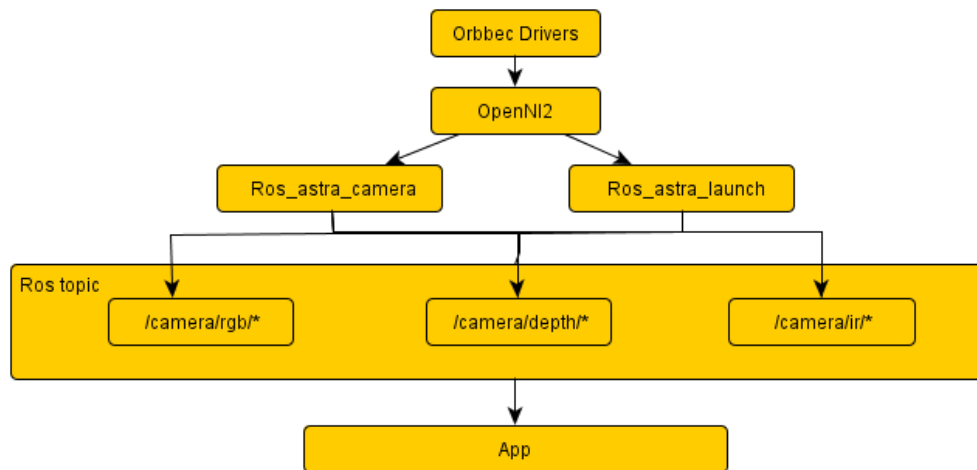 Orbbec Drivers
OpenNI2
Ros_astra_camera
Ros_astra_launch
Ros topic
/camera/rgb/*
/camera/depth/*
/camera/ir/*
App